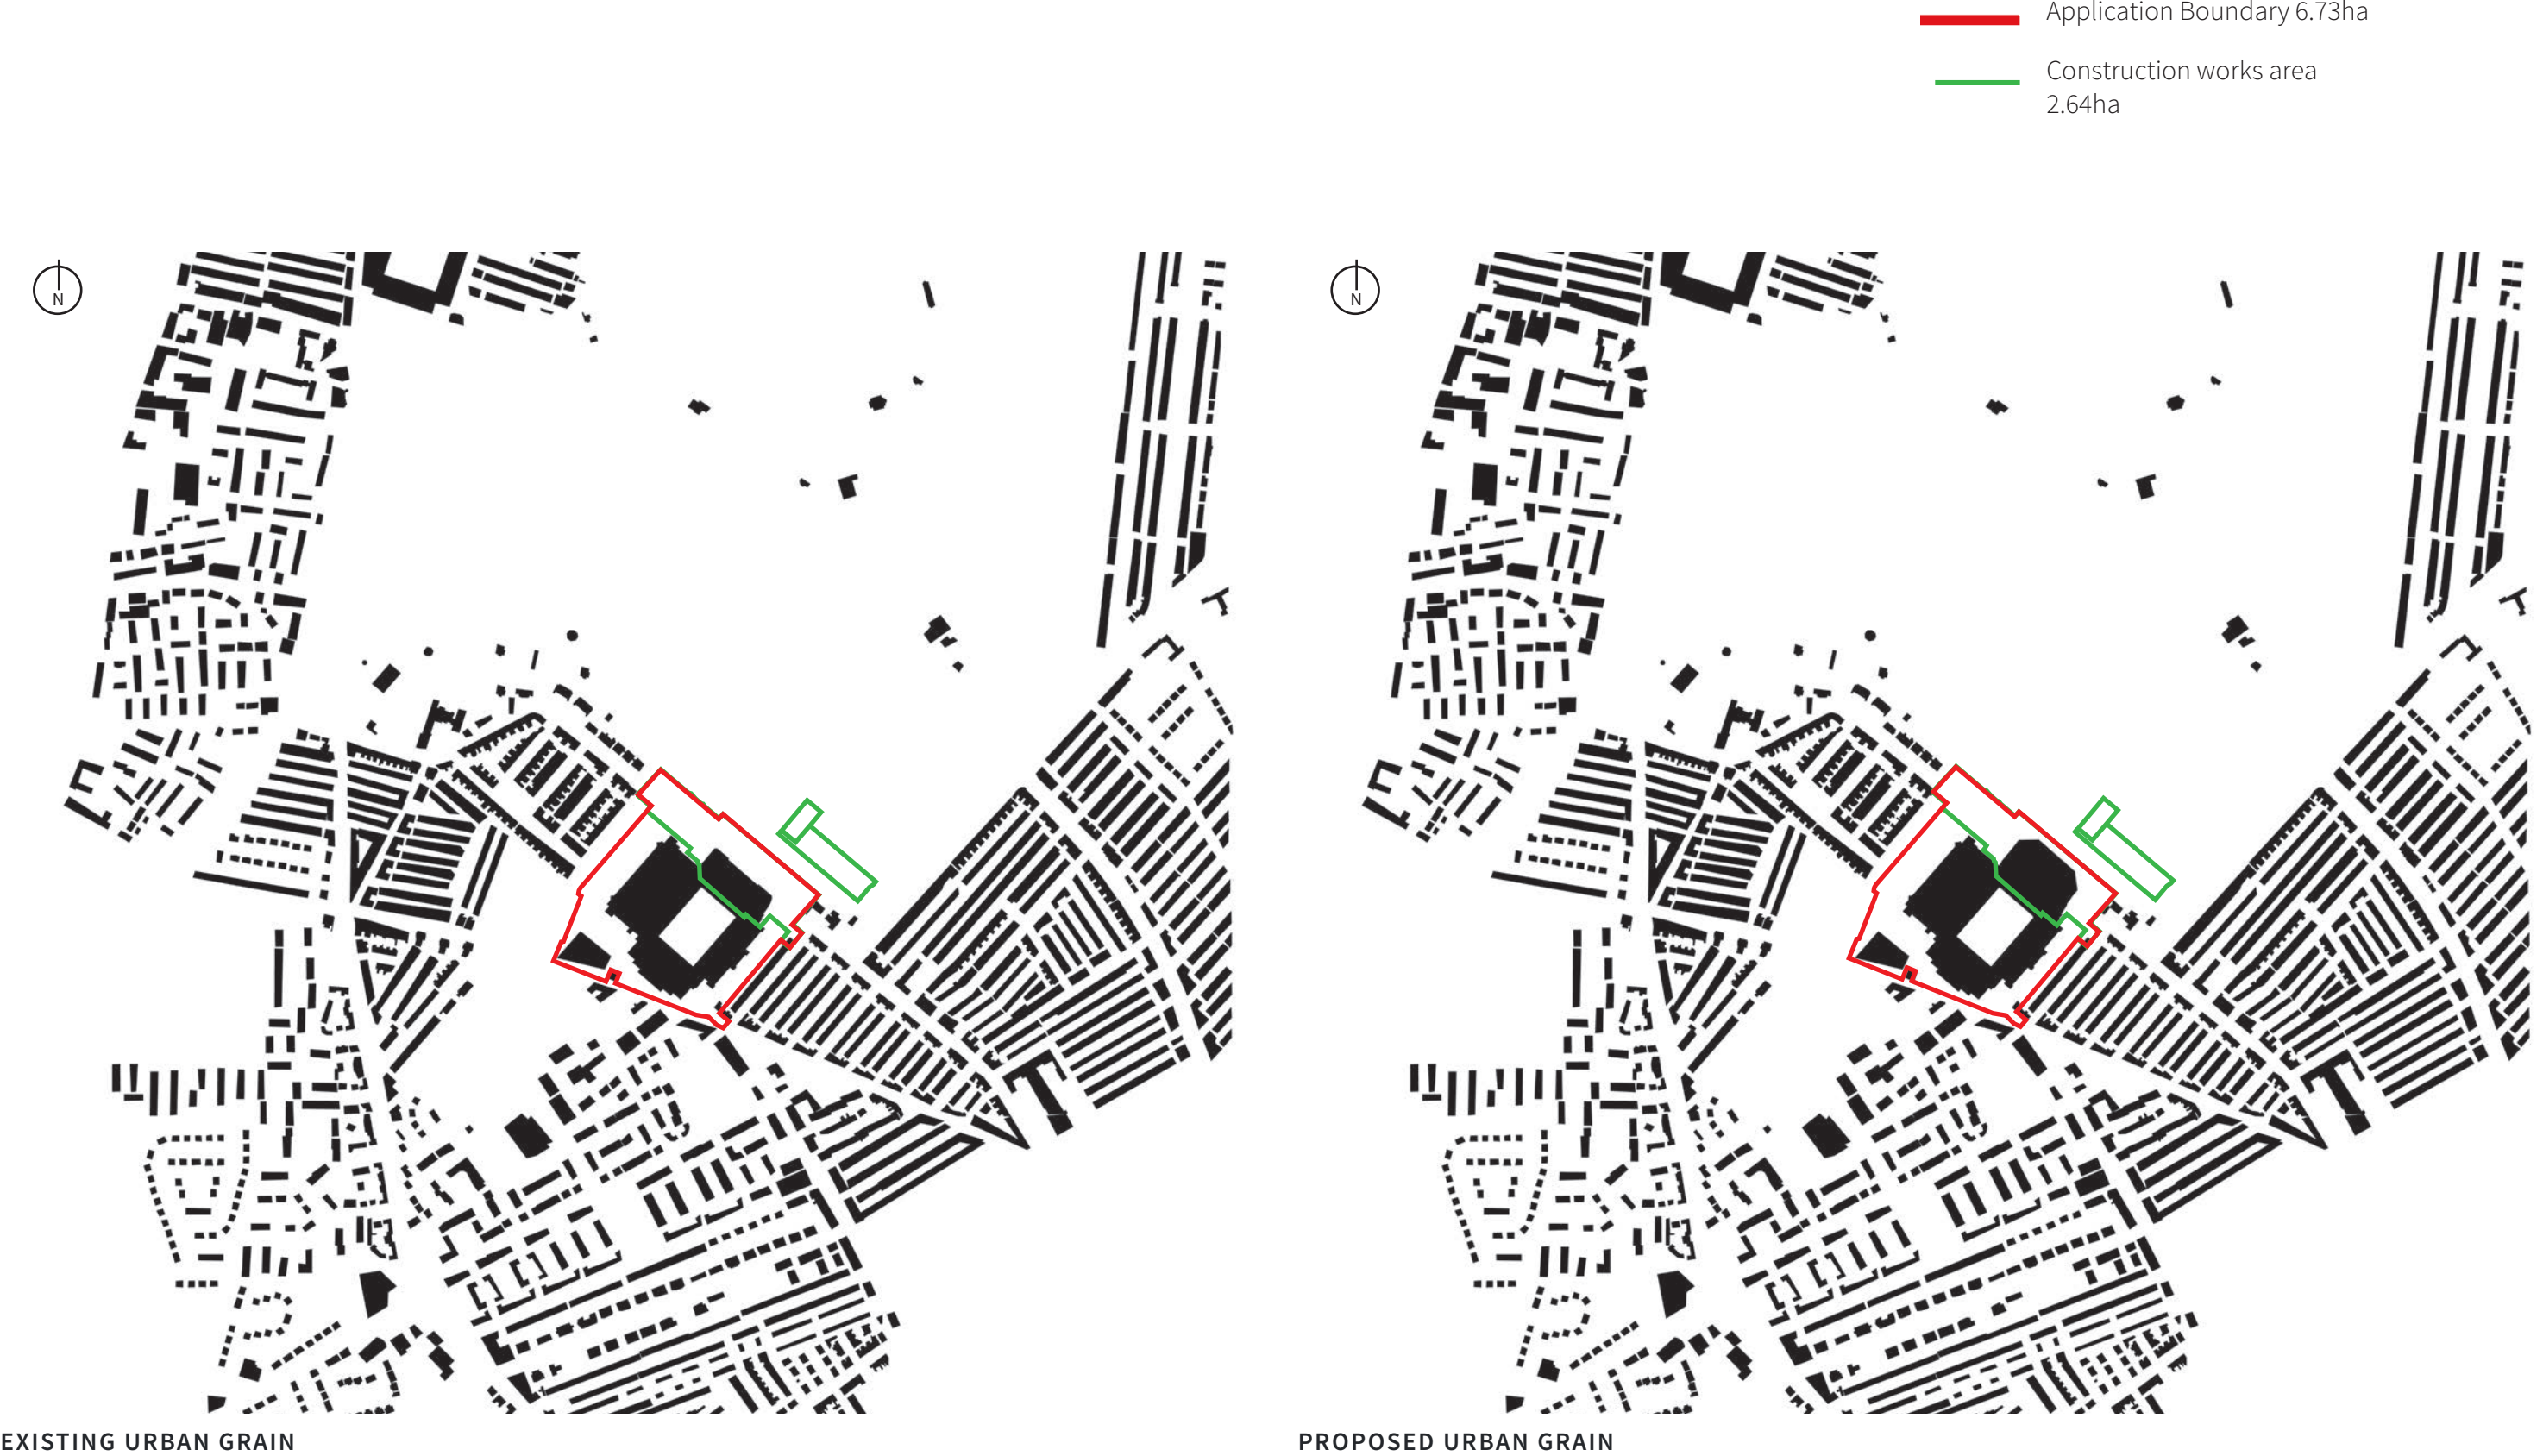 Application Boundary 6.73ha
Construction works area
2.64ha
N
N
EXISTING URBAN GRAIN
PROPOSED URBAN GRAIN